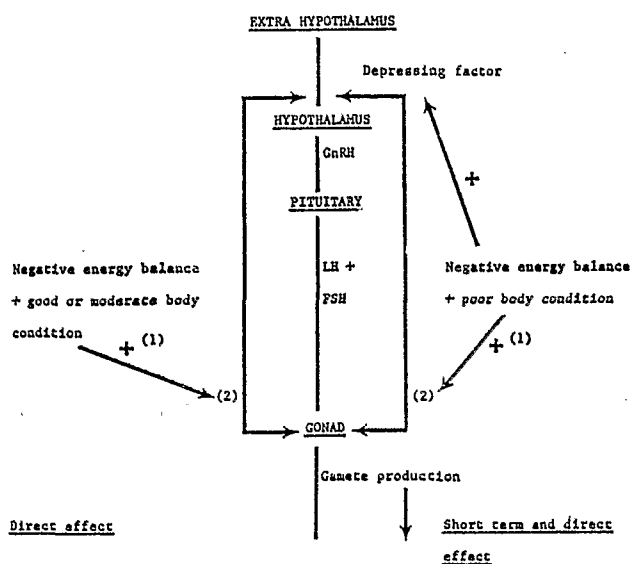 EXTRA HYPOTHALAMUS
Depressing factor
HYPOTHALAMUS
GnRH
+
PITUITARY
Negative energy balance
+ good or moderate body
condition
+ (1)
LH +
FSH
Negative energy balance
+ poor body condition
+ (1)
(2)
(2)
GONAD
Gamete production
Direct effect
Short term and direct
effect